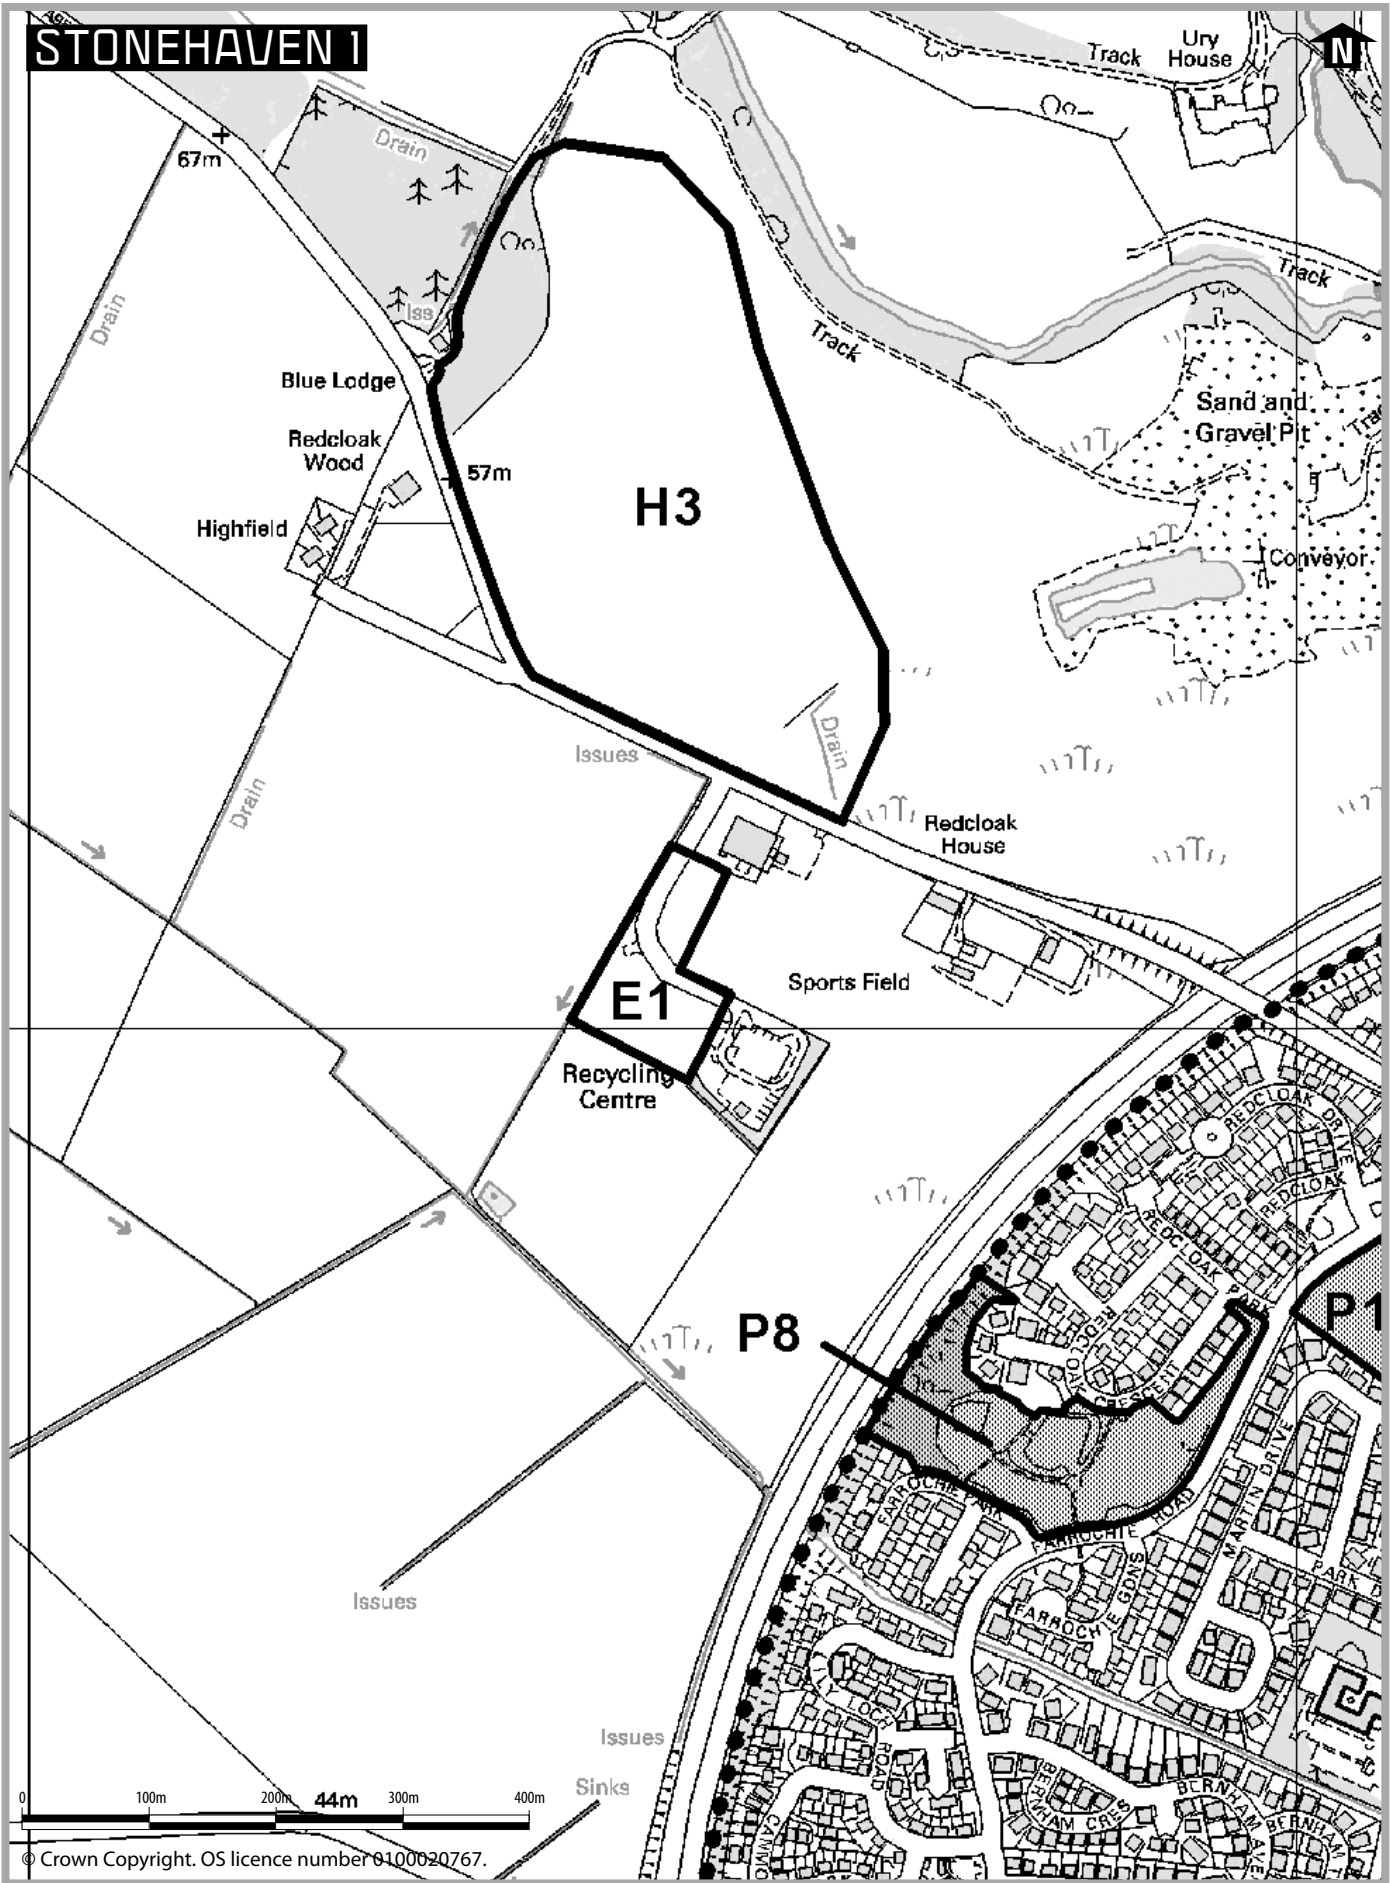 STONEHAVEN 1
N
Track
Ury
House
Drain
67m
Track
Drain
Iss
Track
Blue Lodge
Sand and
Gravel Pit
Redcloak
Wood
57m
H3
Highfield
Conveyor
Drain
Issues
Drain
Redcloak
House
Sports Field
E1
Recycling
Centre
REDCLOAK DRIVE
REDCLOAK
REDCLOAK PARK
P1
P8
REDCLOAK CRESCENT
MARTIN DRIVE
FARROCHIE PARK
FARROCHIE ROAD
PARK D
FARROCHIE GDNS
Issues
LOCH
ROAD
Issues
Sinks
BERNHAM CRES
BERNHAM AVE
BERNHAM
CANMO
0 100m 200m 300m 400m
44m
© Crown Copyright. OS licence number 0100020767.